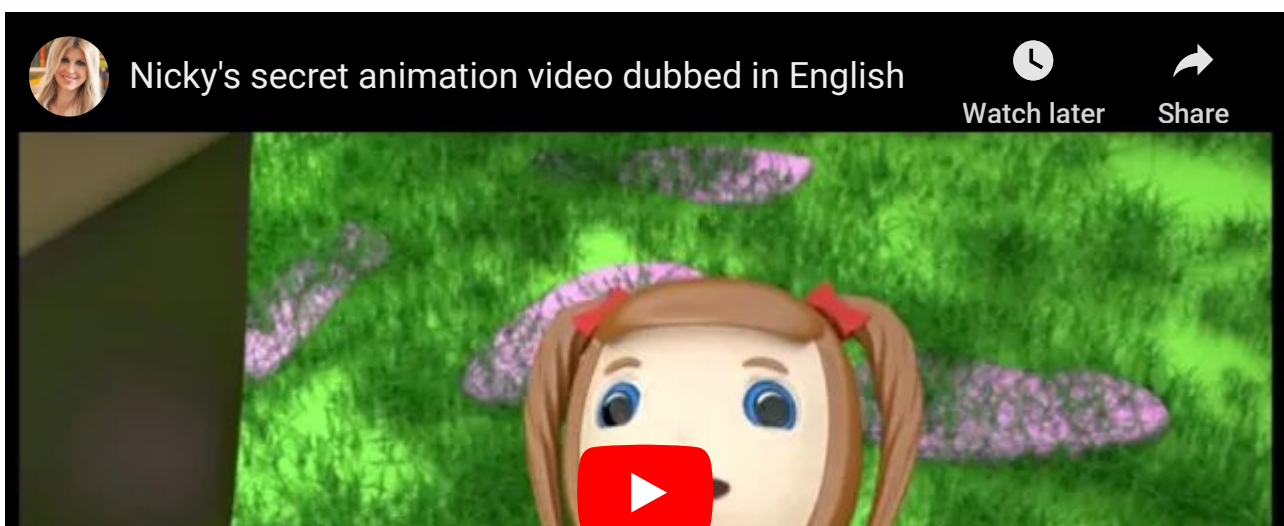 Nicky's secret animation video dubbed in English
Watch later
Share